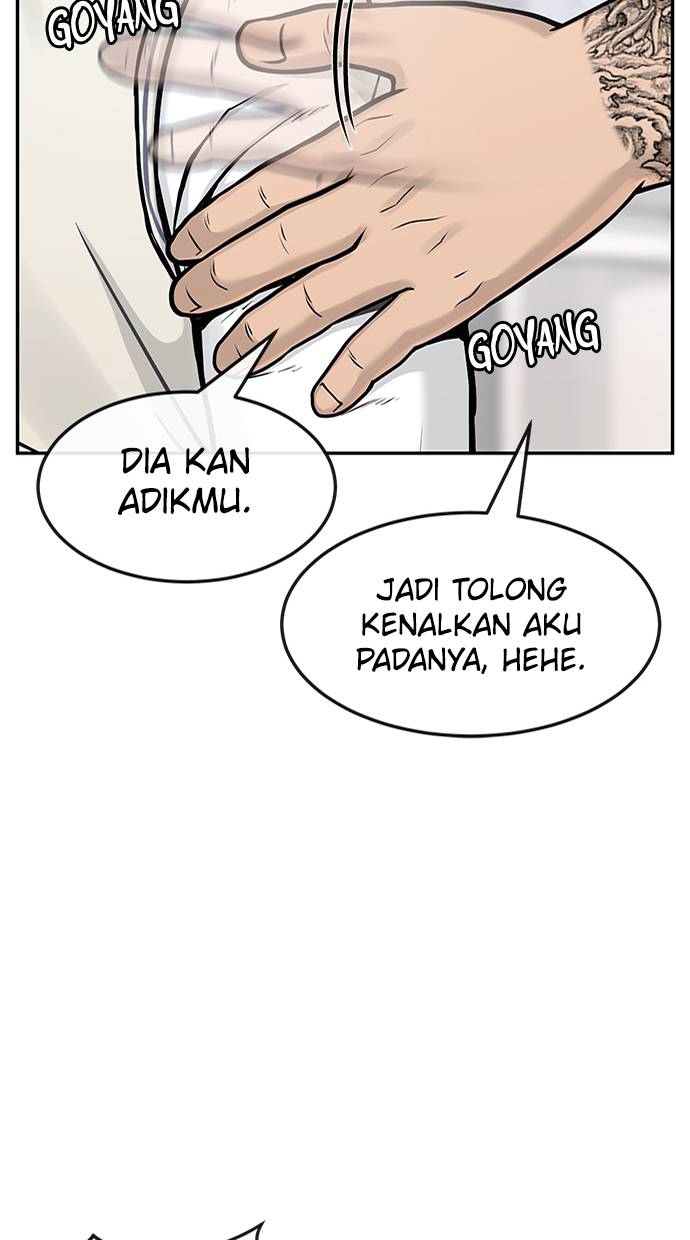 GOYANG
GOYANG
DIA KAN
ADIKMU.
JADI TOLONG
KENALKAN AKU
PADANYA, HEHE.